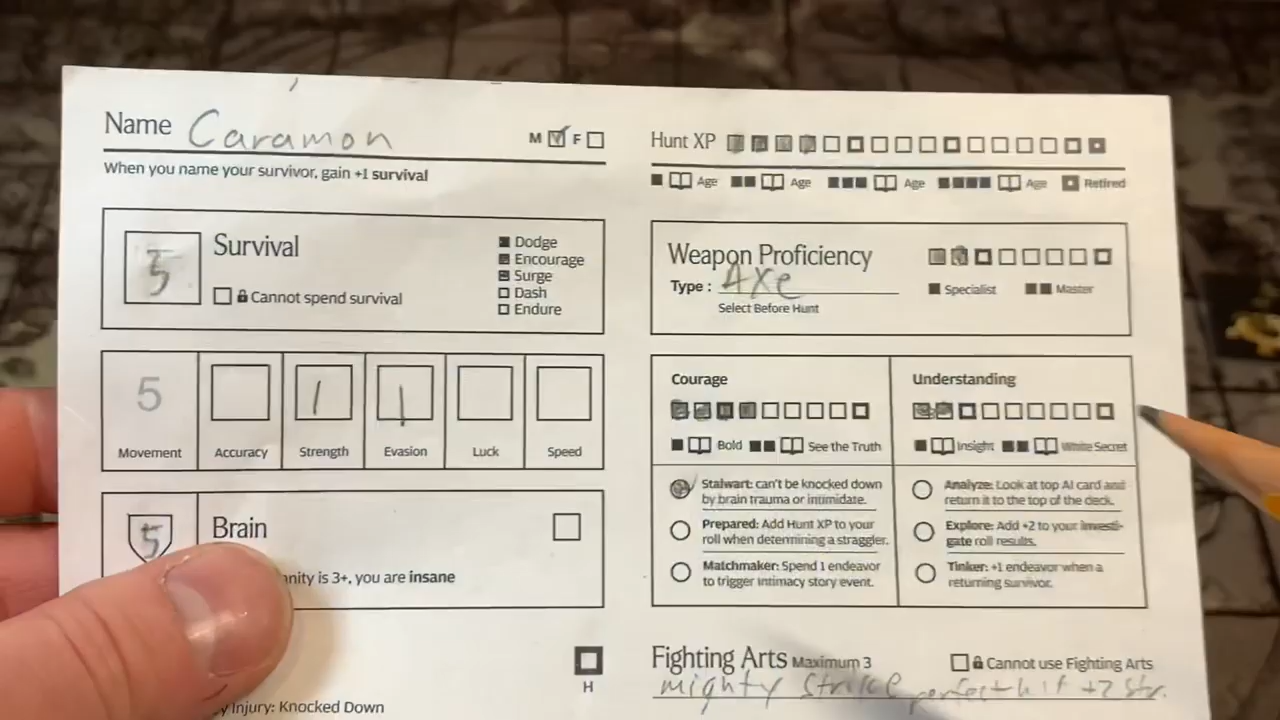 Name Caramon M F
When you name your survivor, gain +1 survival
Hunt XP
Age Age Age Age Retired
5 Survival
Cannot spend survival
Dodge
Encourage
Surge
Dash
Endure
Weapon Proficiency
Type : Axe
Select Before Hunt
Specialist Master
5 1 1
Movement Accuracy Strength Evasion Luck Speed
Courage
Bold See the Truth
Stalwart: can't be knocked down
by brain trauma or intimidate.
Prepared: Add Hunt XP to your
roll when determining a straggler.
Matchmaker: Spend 1 endeavor
to trigger intimacy story event.
Understanding
Insight White Secret
Analyze: Look at top AI card and
return it to the top of the deck.
Explore: Add +2 to your investi-
gate roll results.
Tinker: +1 endeavor when a
returning survivor.
5 Brain
is 3+, you are insane
H
Injury: Knocked Down
Fighting Arts Maximum 3
Cannot use Fighting Arts
mighty strike perfect hit +2 str.